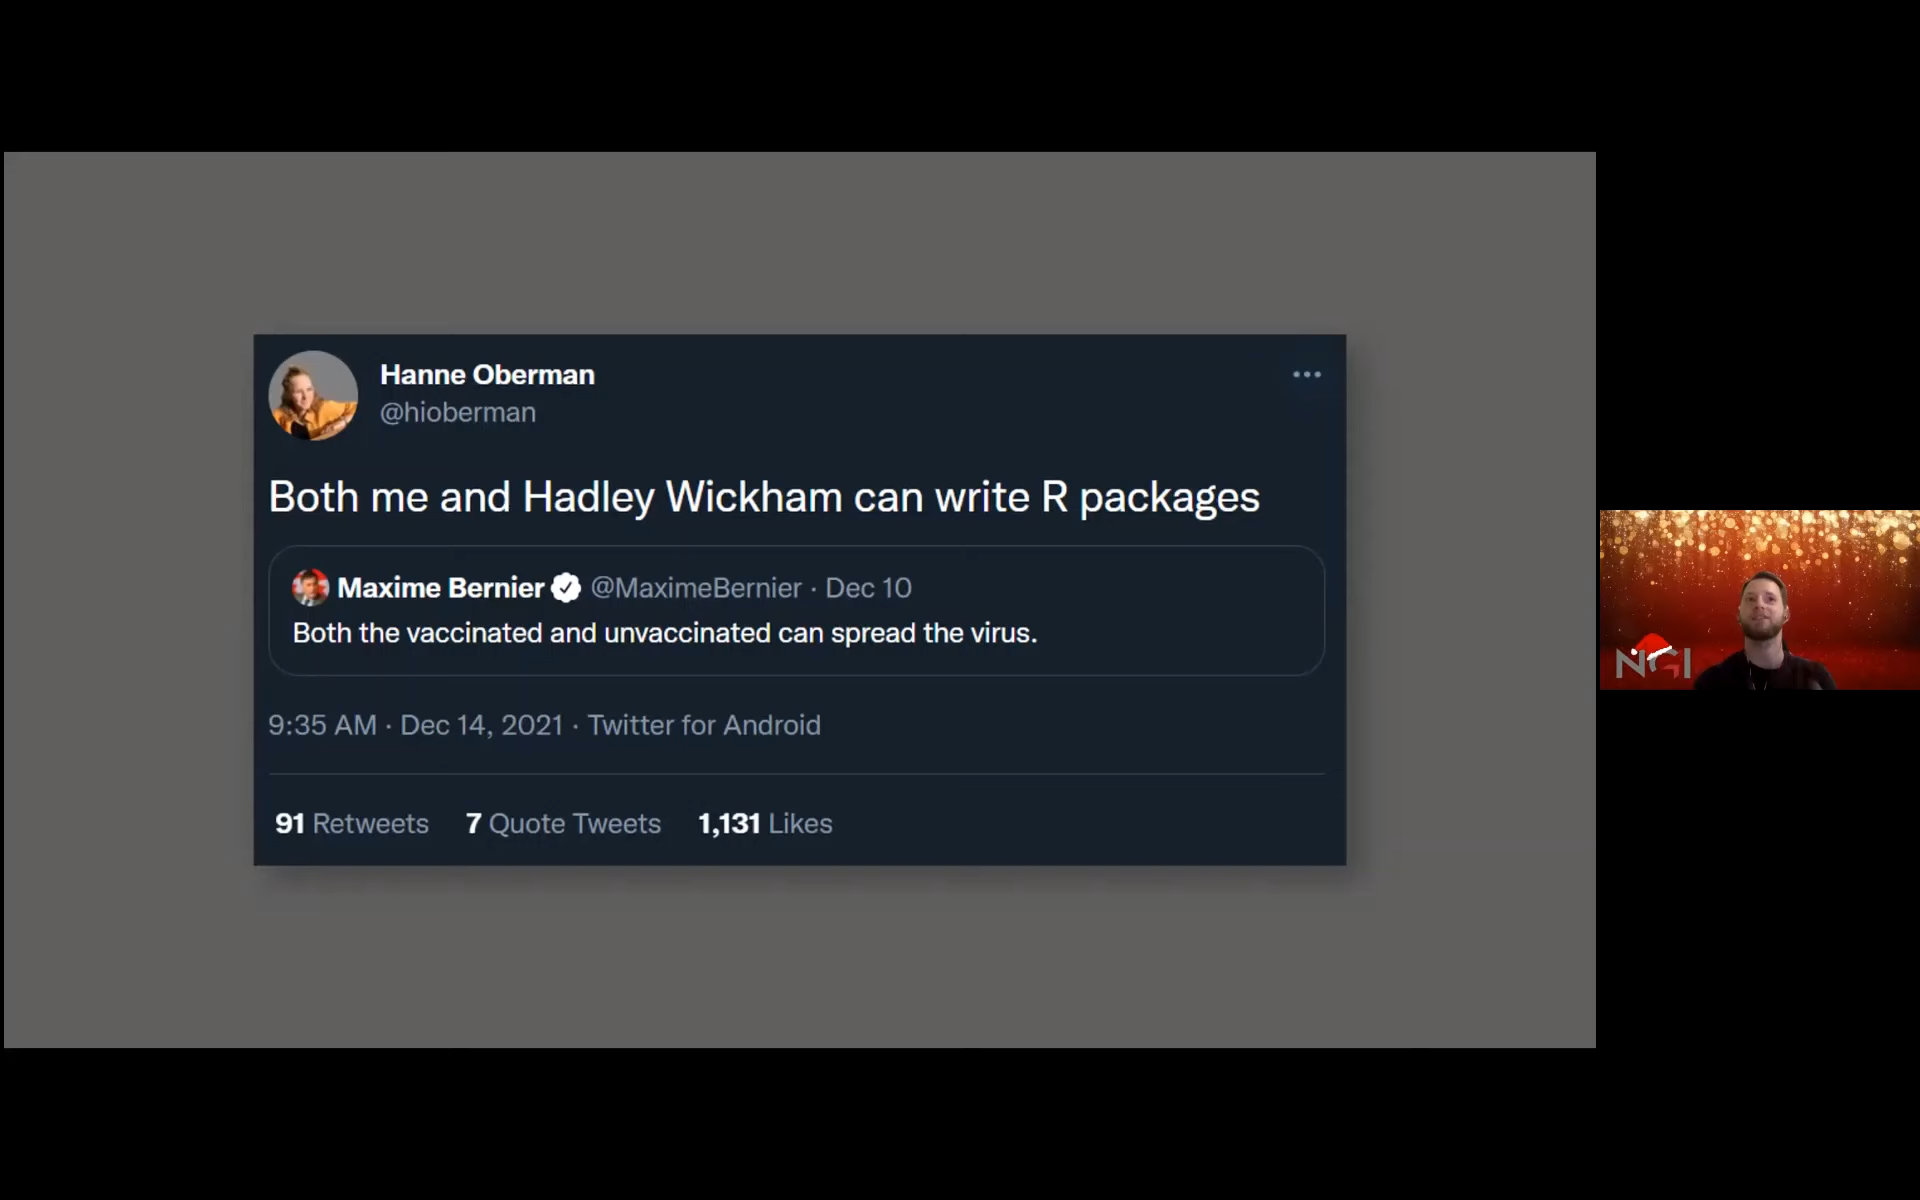 Hanne Oberman
@hioberman
Both me and Hadley Wickham can write R packages
Maxime Bernier @MaximeBernier · Dec 10
Both the vaccinated and unvaccinated can spread the virus.
9:35 AM · Dec 14, 2021 · Twitter for Android
91 Retweets 7 Quote Tweets 1,131 Likes
NGI